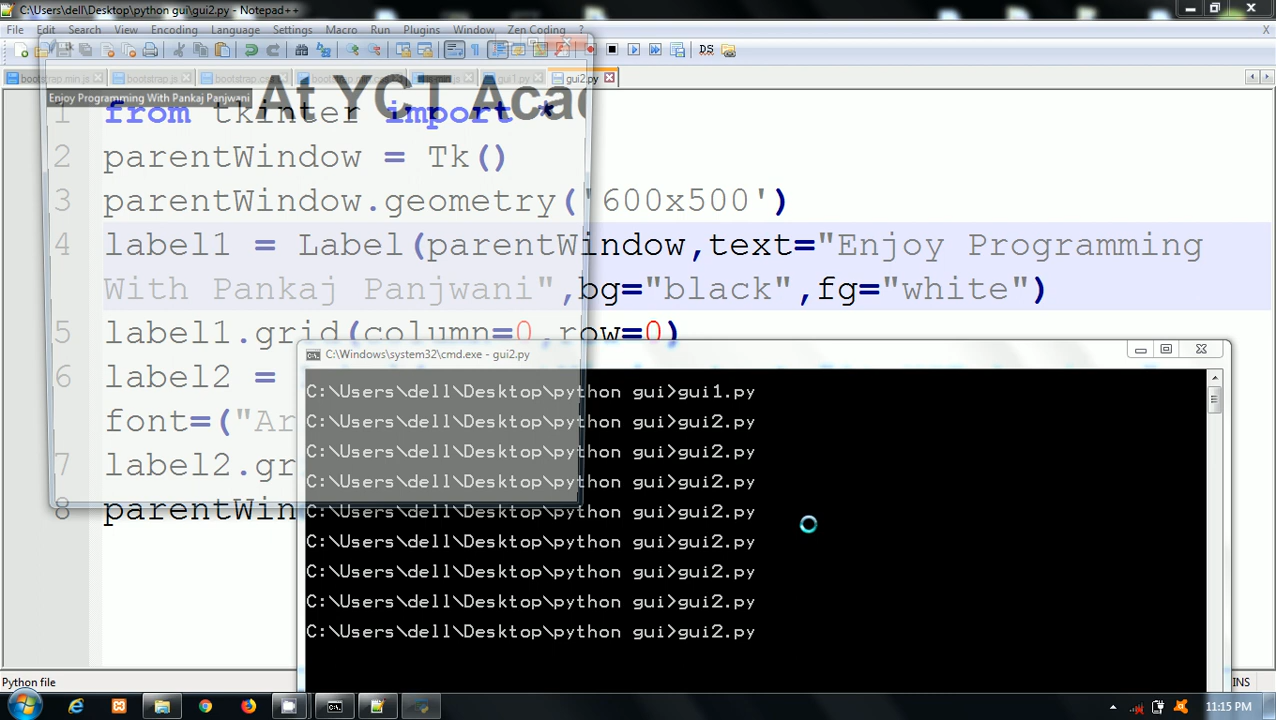 C:\Users\dell\Desktop\python gui\gui2.py - Notepad++
File Edit Search View Encoding Language Settings Macro Run Plugins Window Zen Coding ? X
bootstrap.min.js bootstrap.js gui1.py gui2.py
Enjoy Programming With Pankaj Panjwani At YCT Acad
1 from tkinter import *
2 parentWindow = Tk()
3 parentWindow.geometry('600x500')
4 label1 = Label(parentWindow,text="Enjoy Programming
With Pankaj Panjwani",bg="black",fg="white")
5 label1.grid(column=0,row=0)
6 label2 =
font=("Ar
7 label2.gr
8 parentWin
C:\Windows\system32\cmd.exe - gui2.py
C:\Users\dell\Desktop\python gui>gui1.py
C:\Users\dell\Desktop\python gui>gui2.py
C:\Users\dell\Desktop\python gui>gui2.py
C:\Users\dell\Desktop\python gui>gui2.py
C:\Users\dell\Desktop\python gui>gui2.py
C:\Users\dell\Desktop\python gui>gui2.py
C:\Users\dell\Desktop\python gui>gui2.py
C:\Users\dell\Desktop\python gui>gui2.py
C:\Users\dell\Desktop\python gui>gui2.py
Python file INS
11:15 PM